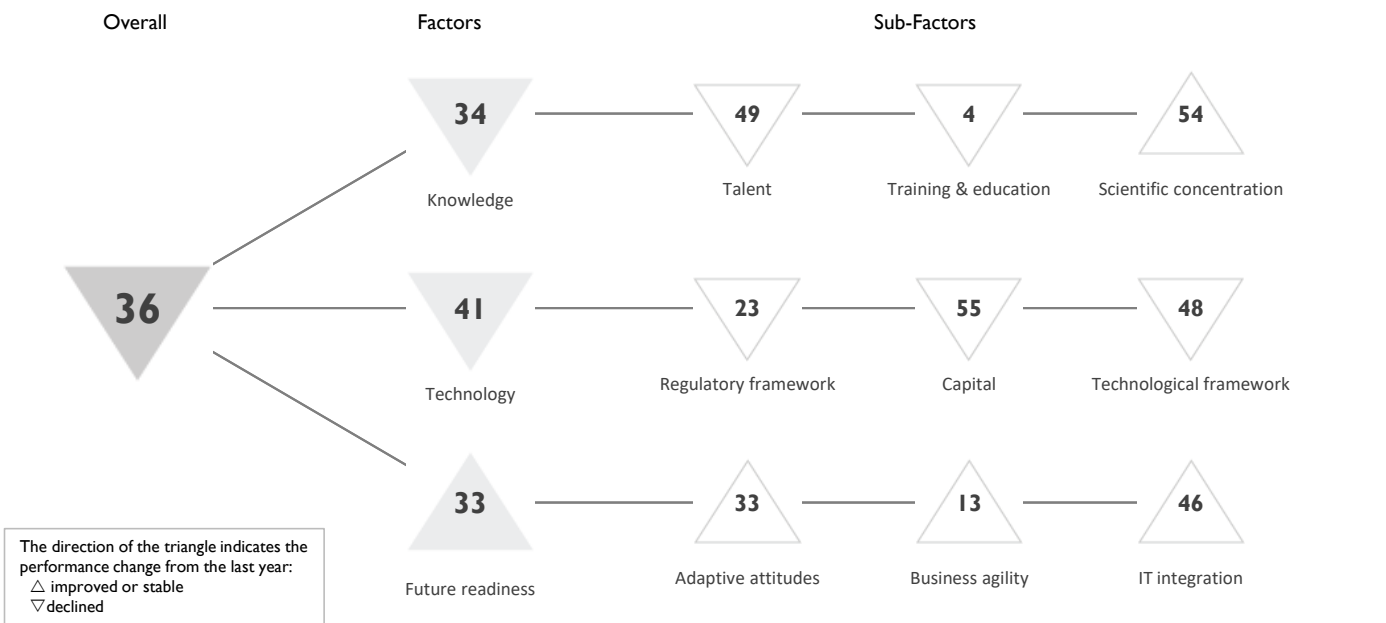 Overall Factors Sub-Factors
34 49 4 54
Knowledge Talent Training & education Scientific concentration
36 41 23 55 48
Technology Regulatory framework Capital Technological framework
33 33 13 46
Future readiness Adaptive attitudes Business agility IT integration
The direction of the triangle indicates the
performance change from the last year:
△ improved or stable
▽ declined